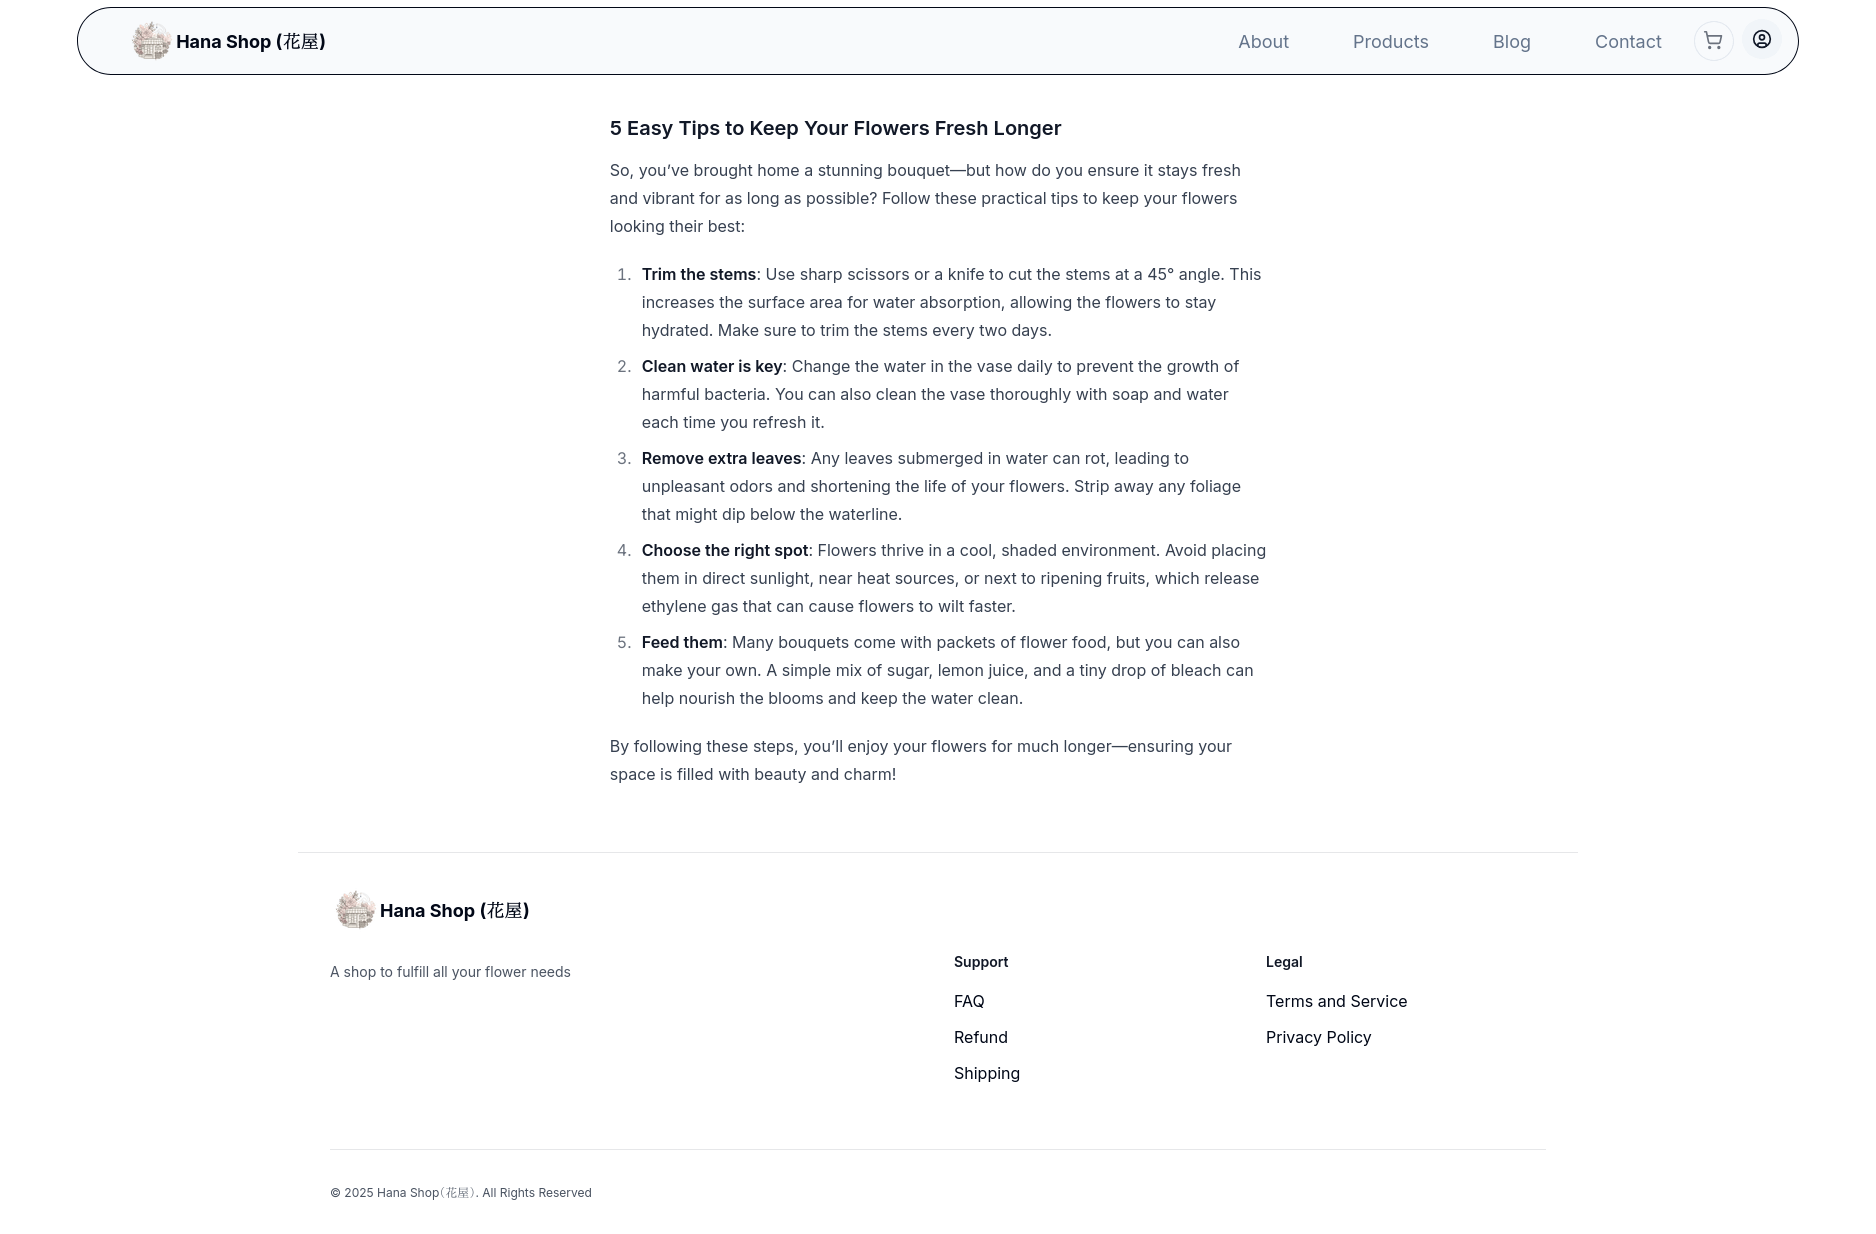 Hana Shop (花屋)
About
Products
Blog
Contact
5 Easy Tips to Keep Your Flowers Fresh Longer
So, you’ve brought home a stunning bouquet—but how do you ensure it stays fresh
and vibrant for as long as possible? Follow these practical tips to keep your flowers
looking their best:
1. Trim the stems: Use sharp scissors or a knife to cut the stems at a 45° angle. This
increases the surface area for water absorption, allowing the flowers to stay
hydrated. Make sure to trim the stems every two days.
2. Clean water is key: Change the water in the vase daily to prevent the growth of
harmful bacteria. You can also clean the vase thoroughly with soap and water
each time you refresh it.
3. Remove extra leaves: Any leaves submerged in water can rot, leading to
unpleasant odors and shortening the life of your flowers. Strip away any foliage
that might dip below the waterline.
4. Choose the right spot: Flowers thrive in a cool, shaded environment. Avoid placing
them in direct sunlight, near heat sources, or next to ripening fruits, which release
ethylene gas that can cause flowers to wilt faster.
5. Feed them: Many bouquets come with packets of flower food, but you can also
make your own. A simple mix of sugar, lemon juice, and a tiny drop of bleach can
help nourish the blooms and keep the water clean.
By following these steps, you’ll enjoy your flowers for much longer—ensuring your
space is filled with beauty and charm!
Hana Shop (花屋)
A shop to fulfill all your flower needs
Support
FAQ
Refund
Shipping
Legal
Terms and Service
Privacy Policy
© 2025 Hana Shop（花屋）. All Rights Reserved